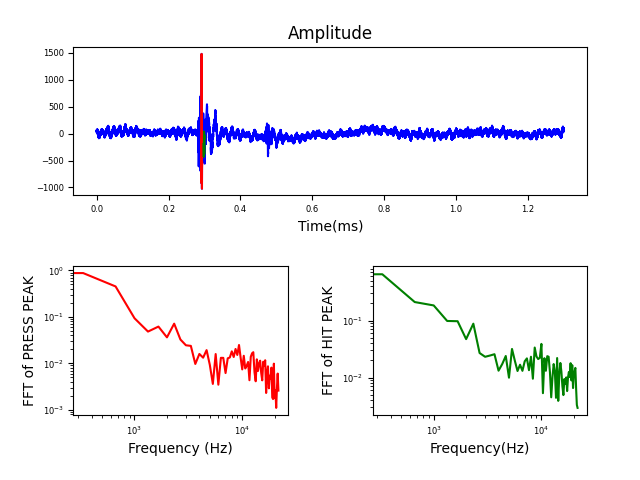 Amplitude
1500
1000
500
0
−500
−1000
0.0 0.2 0.4 0.6 0.8 1.0 1.2
Time(ms)
FFT of PRESS PEAK
10⁰
10⁻¹
10⁻²
10⁻³
10³ 10⁴
Frequency (Hz)
FFT of HIT PEAK
10⁻¹
10⁻²
10³ 10⁴
Frequency(Hz)